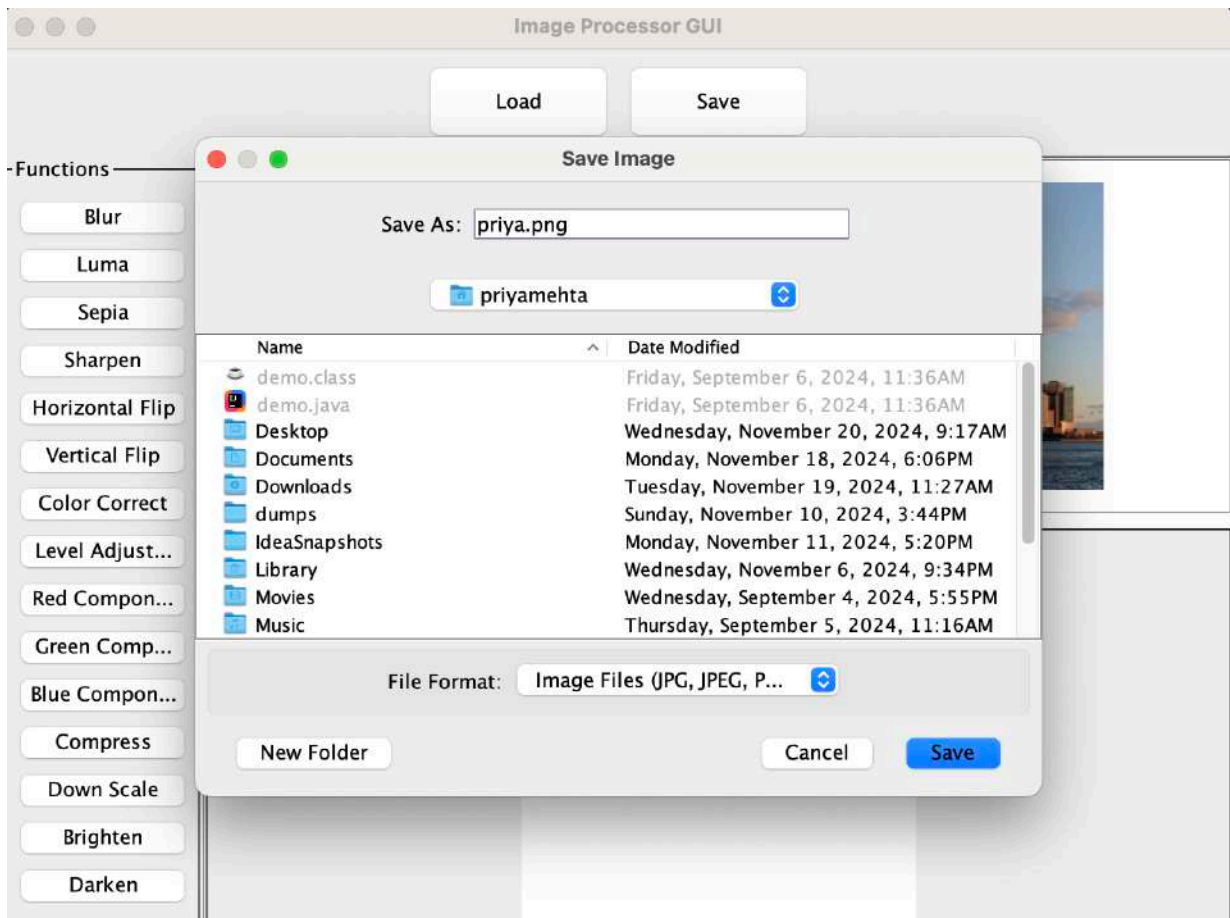 Image Processor GUI
Load Save
Save Image
Functions
Save As: priya.png
Blur
Luma
priyamehta
Sepia
Name Date Modified
Sharpen
demo.class Friday, September 6, 2024, 11:36AM
demo.java Friday, September 6, 2024, 11:36AM
Horizontal Flip
Desktop Wednesday, November 20, 2024, 9:17AM
Vertical Flip
Documents Monday, November 18, 2024, 6:06PM
Downloads Tuesday, November 19, 2024, 11:27AM
Color Correct
dumps Sunday, November 10, 2024, 3:44PM
IdeaSnapshots Monday, November 11, 2024, 5:20PM
Level Adjust...
Library Wednesday, November 6, 2024, 9:34PM
Red Compon...
Movies Wednesday, September 4, 2024, 5:55PM
Music Thursday, September 5, 2024, 11:16AM
Green Comp...
File Format: Image Files (JPG, JPEG, P...
Blue Compon...
Compress
New Folder Cancel Save
Down Scale
Brighten
Darken